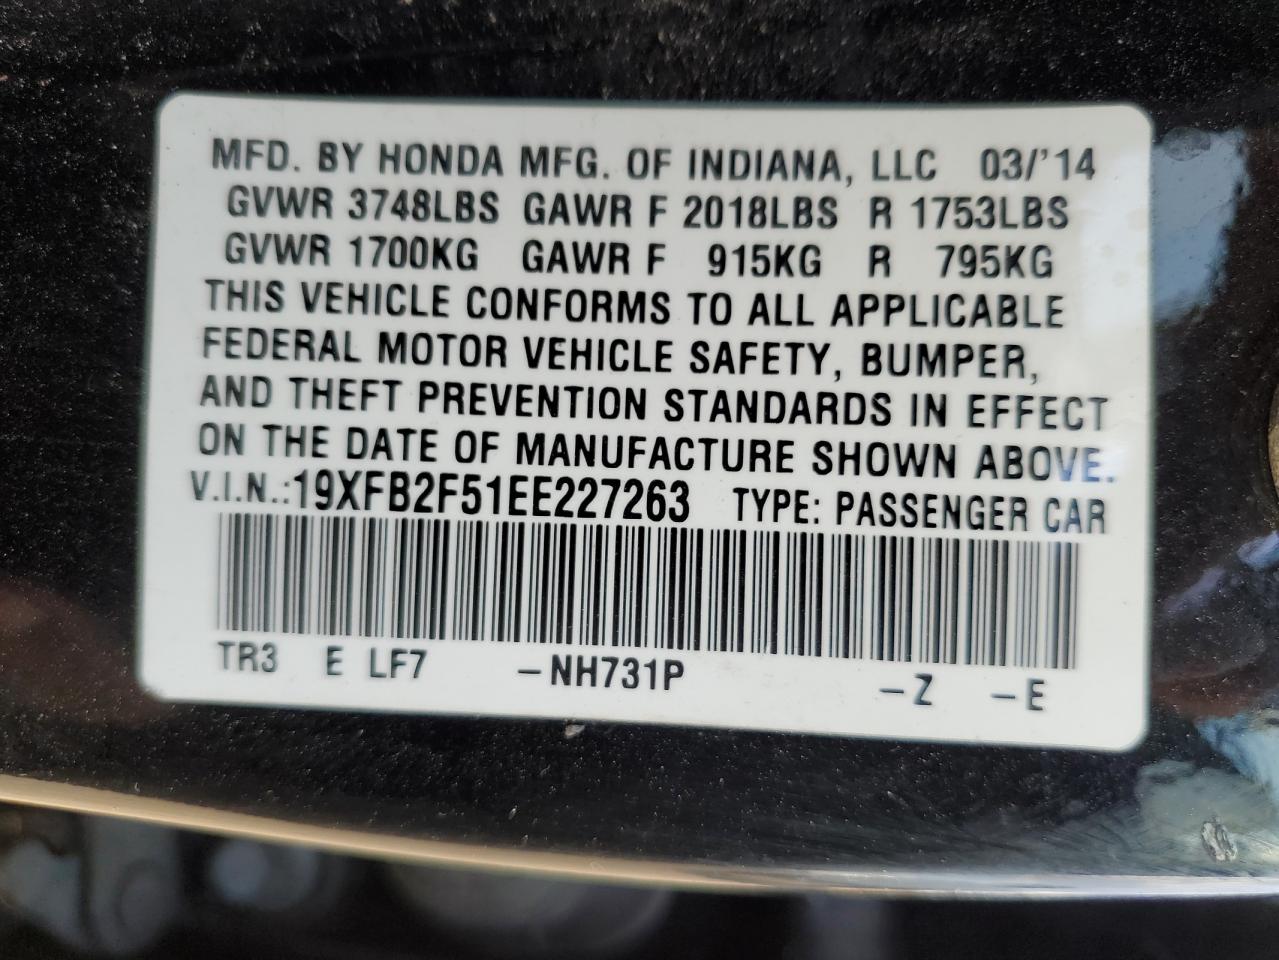 MFD. BY HONDA MFG. OF INDIANA, LLC 03/'14
GVWR 3748LBS GAWR F 2018LBS R 1753LBS
GVWR 1700KG GAWR F 915KG R 795KG
THIS VEHICLE CONFORMS TO ALL APPLICABLE
FEDERAL MOTOR VEHICLE SAFETY, BUMPER,
AND THEFT PREVENTION STANDARDS IN EFFECT
ON THE DATE OF MANUFACTURE SHOWN ABOVE.
V.I.N.:19XFB2F51EE227263 TYPE: PASSENGER CAR
TR3 E LF7 -NH731P -Z -E